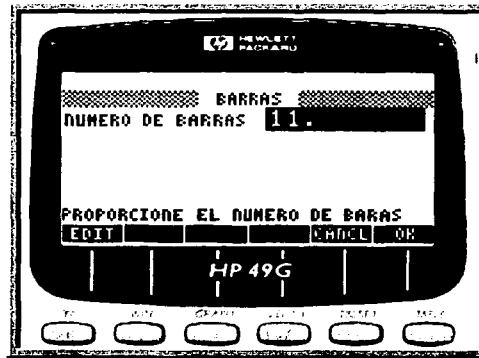 HEWLETT
PACKARD
BARRAS
NUMERO DE BARRAS 11.
PROPORCIONE EL NUMERO DE BARAS
EDIT CANCL OK
HP 49G